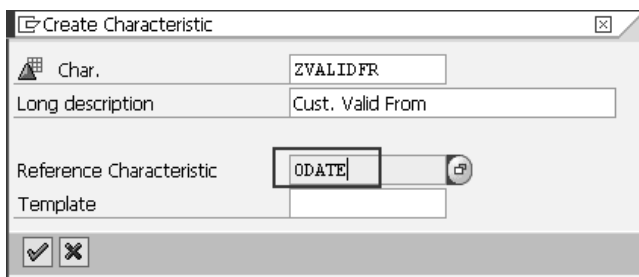 Create Characteristic
Char. ZVALIDFR
Long description Cust. Valid From
Reference Characteristic 0DATE
Template